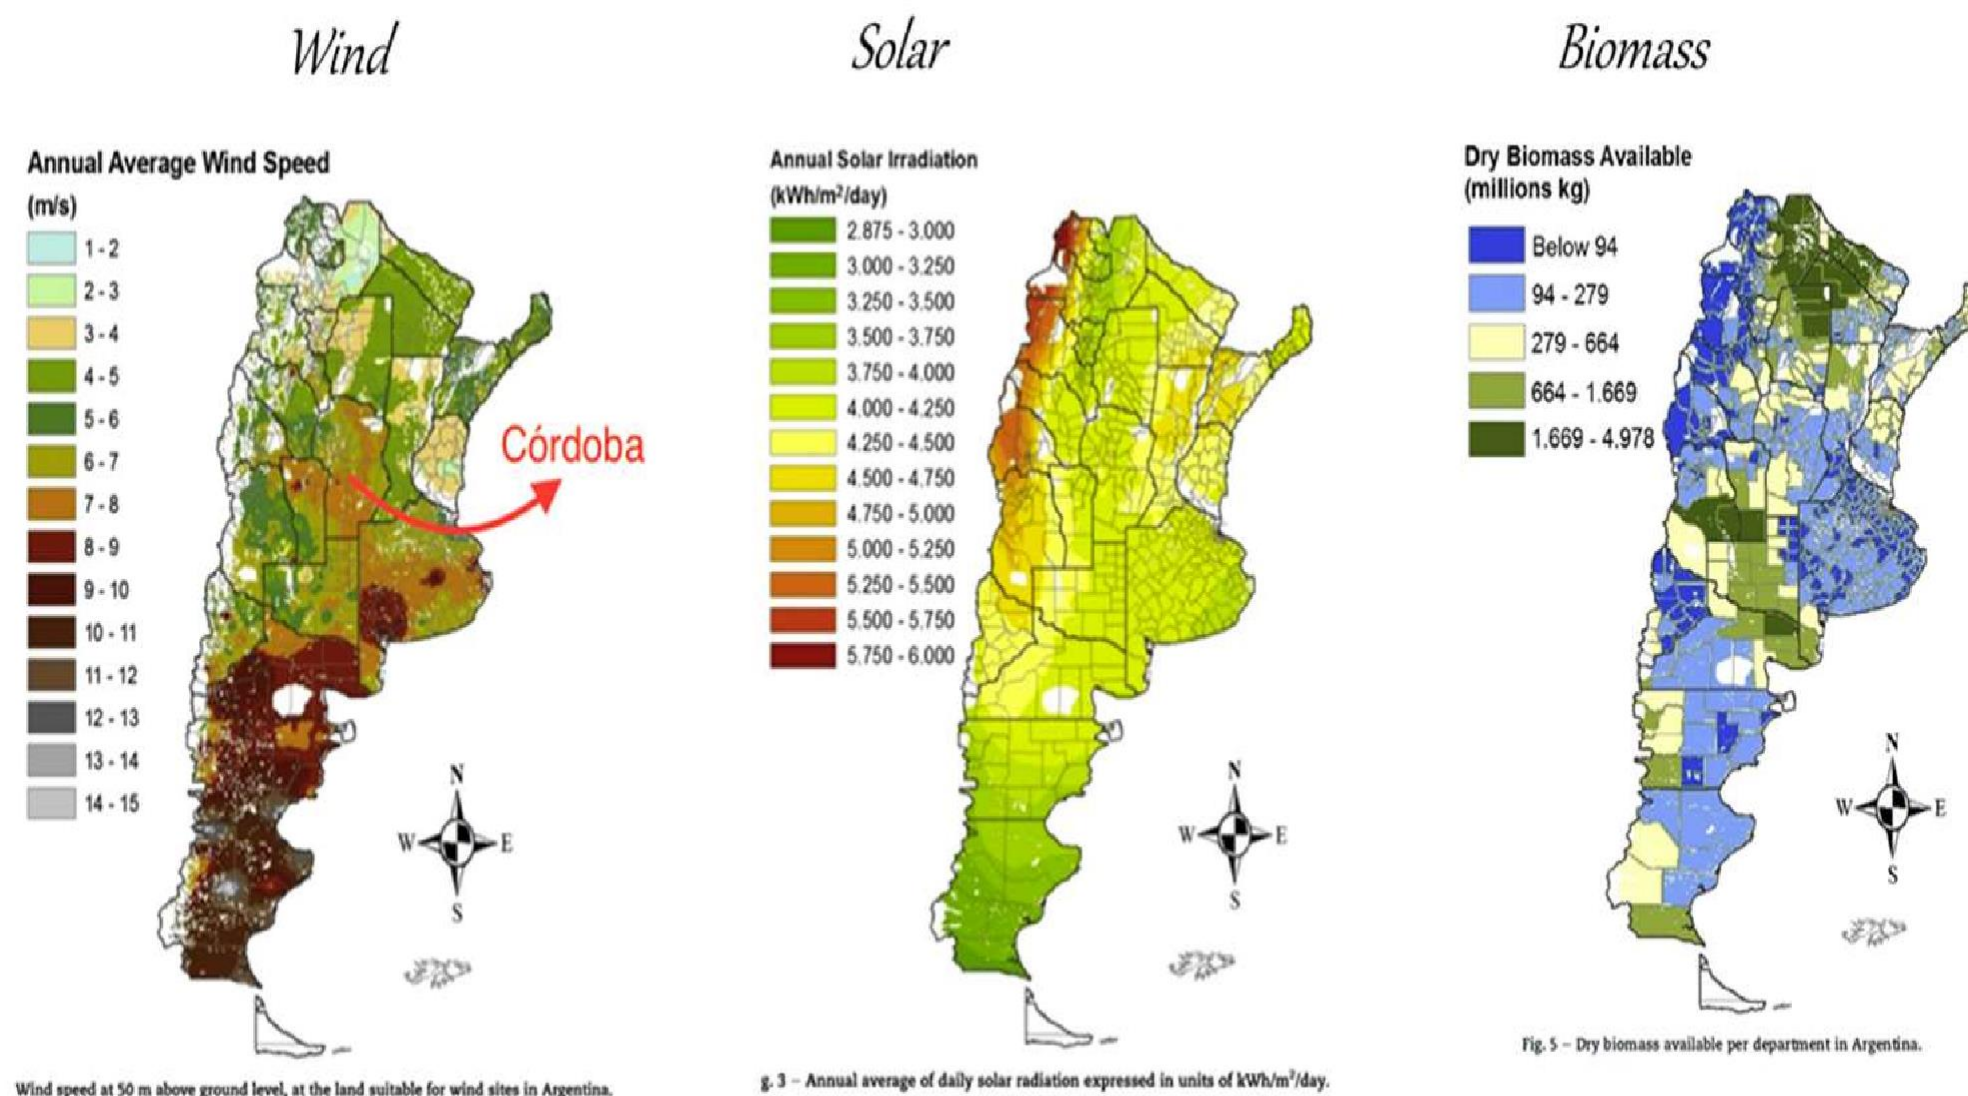 Wind
Annual Average Wind Speed
(m/s)
1 - 2
2 - 3
3 - 4
4 - 5
5 - 6
6 - 7
7 - 8
8 - 9
9 - 10
10 - 11
11 - 12
12 - 13
13 - 14
14 - 15
Córdoba
N
W E
S
Wind speed at 50 m above ground level, at the land suitable for wind sites in Argentina.
Solar
Annual Solar Irradiation
(kWh/m²/day)
2.875 - 3.000
3.000 - 3.250
3.250 - 3.500
3.500 - 3.750
3.750 - 4.000
4.000 - 4.250
4.250 - 4.500
4.500 - 4.750
4.750 - 5.000
5.000 - 5.250
5.250 - 5.500
5.500 - 5.750
5.750 - 6.000
N
W E
S
g. 3 – Annual average of daily solar radiation expressed in units of kWh/m²/day.
Biomass
Dry Biomass Available
(millions kg)
Below 94
94 - 279
279 - 664
664 - 1.669
1.669 - 4.978
N
W E
S
Fig. 5 – Dry biomass available per department in Argentina.